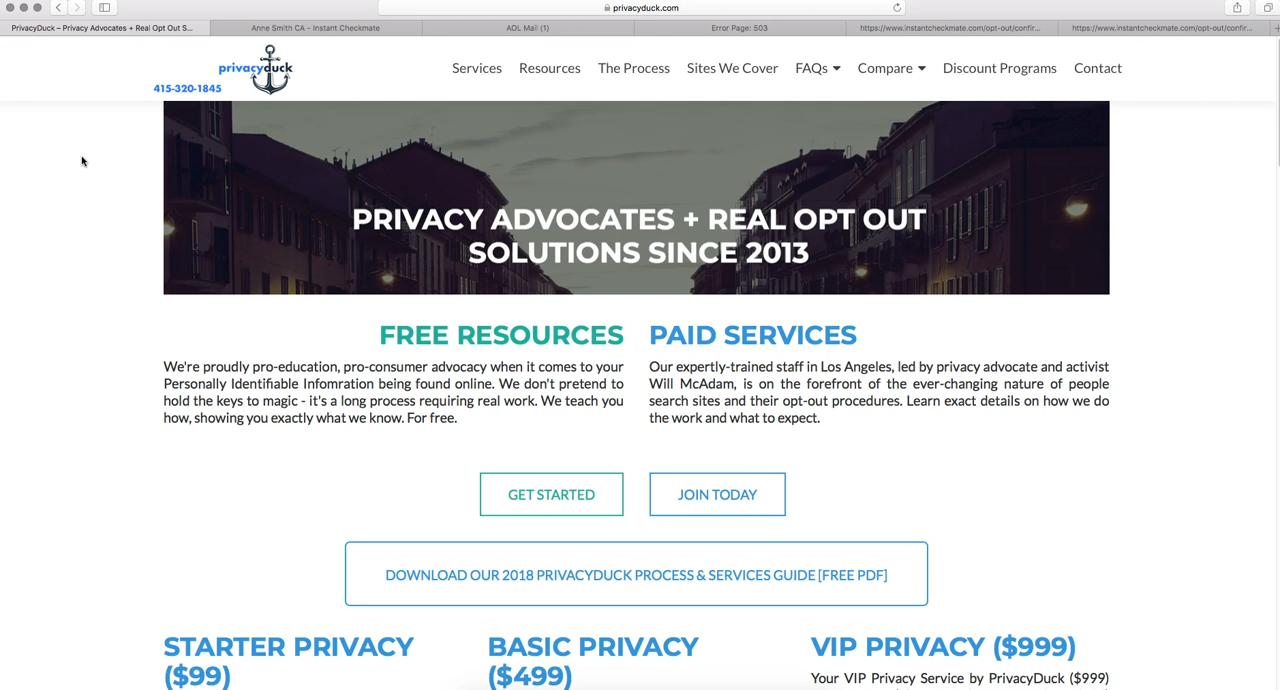 privacyduck.com
PrivacyDuck – Privacy Advocates + Real Opt Out S...
Anne Smith CA - Instant Checkmate
AOL Mail (1)
Error Page: 503
https://www.instantcheckmate.com/opt-out/confir...
https://www.instantcheckmate.com/opt-out/confir...
privacyduck
415-320-1845
Services
Resources
The Process
Sites We Cover
FAQs
Compare
Discount Programs
Contact
PRIVACY ADVOCATES + REAL OPT OUT
SOLUTIONS SINCE 2013
FREE RESOURCES
We're proudly pro-education, pro-consumer advocacy when it comes to your
Personally Identifiable Infomration being found online. We don't pretend to
hold the keys to magic - it's a long process requiring real work. We teach you
how, showing you exactly what we know. For free.
PAID SERVICES
Our expertly-trained staff in Los Angeles, led by privacy advocate and activist
Will McAdam, is on the forefront of the ever-changing nature of people
search sites and their opt-out procedures. Learn exact details on how we do
the work and what to expect.
GET STARTED
JOIN TODAY
DOWNLOAD OUR 2018 PRIVACYDUCK PROCESS & SERVICES GUIDE [FREE PDF]
STARTER PRIVACY
($99)
BASIC PRIVACY
($499)
VIP PRIVACY ($999)
Your VIP Privacy Service by PrivacyDuck ($999)